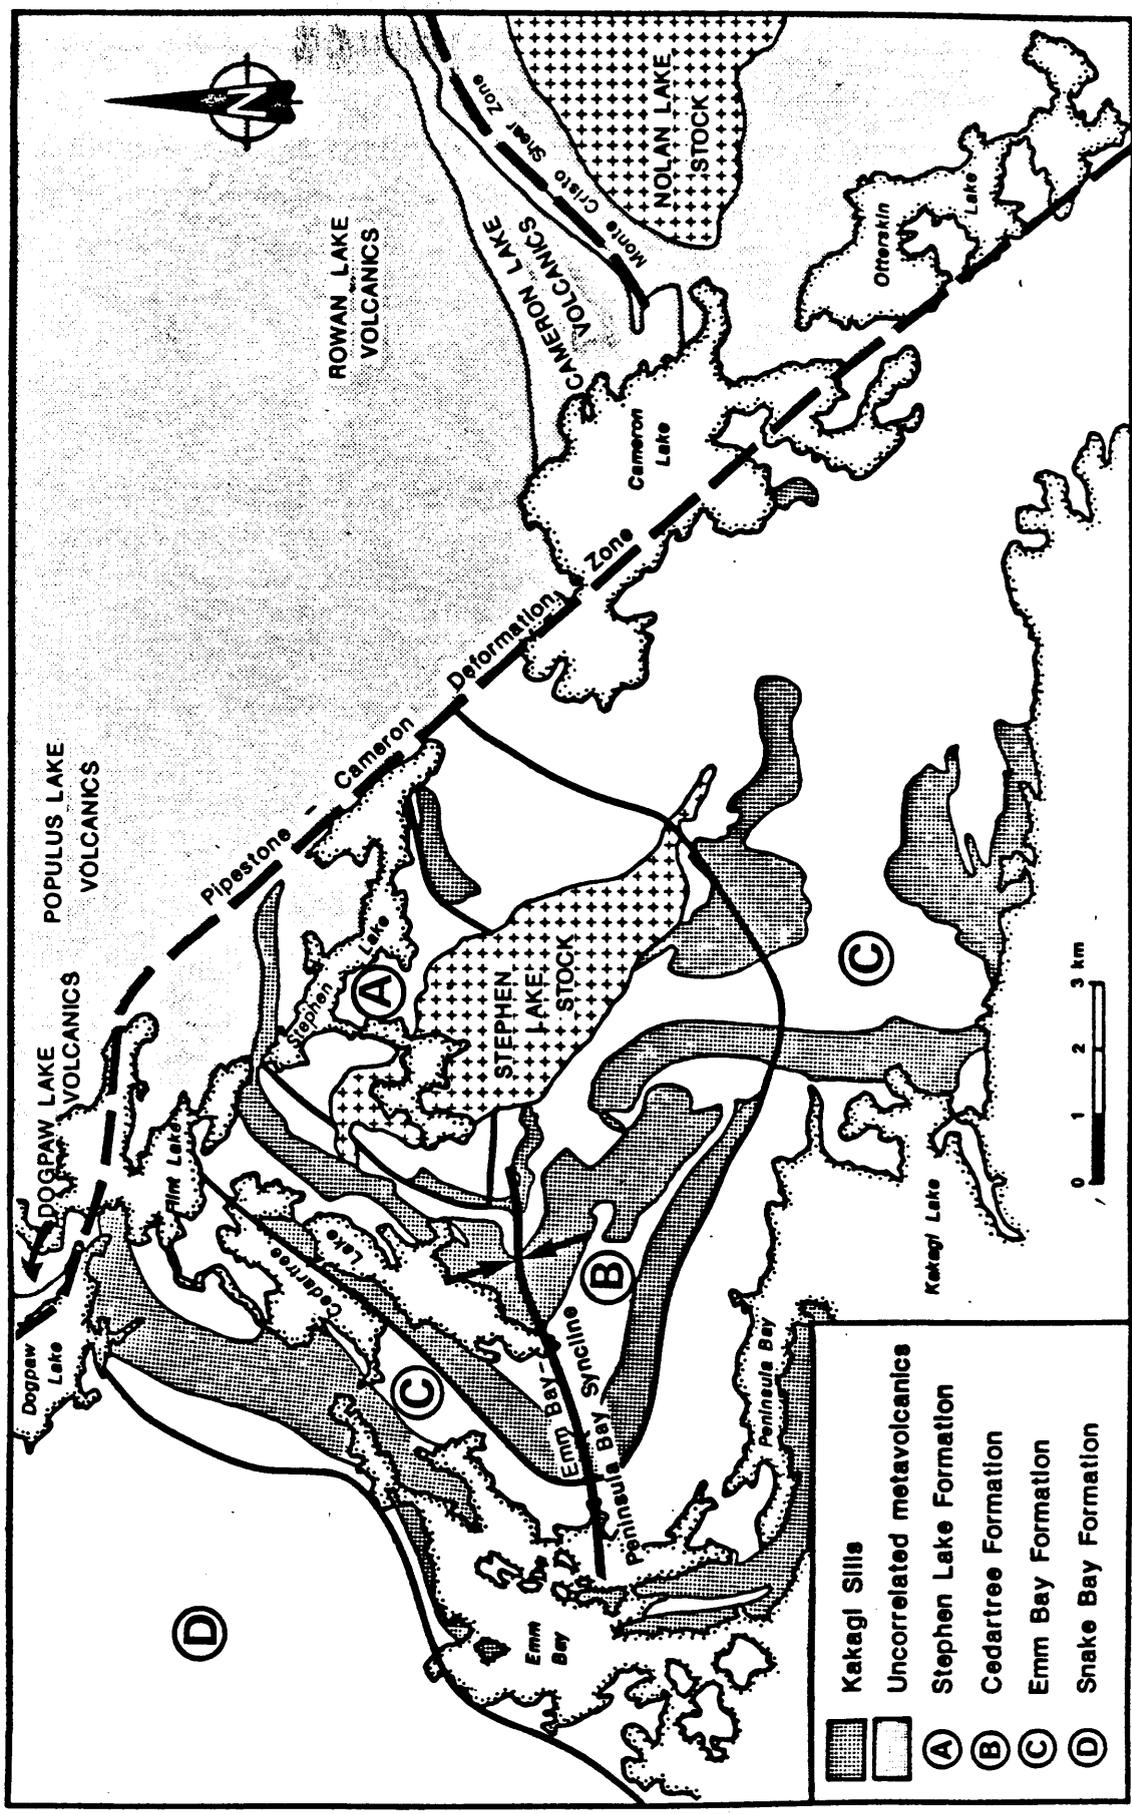 N
DOGPAW LAKE
VOLCANICS
POPULUS LAKE
VOLCANICS
ROWAN LAKE
VOLCANICS
CAMERON LAKE
VOLCANICS
Monte Cristo Shear Zone
NOLAN LAKE
STOCK
Dogpaw
Lake
Flint Lake
Pipestone - Cameron Deformation Zone
Cedartree
Lake
Stephen Lake
A
STEPHEN
LAKE
STOCK
Cameron
Lake
Otterskin
Lake
D
C
Emm Bay-
Peninsula Bay Syncline
B
C
Emm
Bay
Peninsula Bay
Kakagi Lake
0 1 2 3 km
Kakagi Sills
Uncorrelated metavolcanics
A Stephen Lake Formation
B Cedartree Formation
C Emm Bay Formation
D Snake Bay Formation